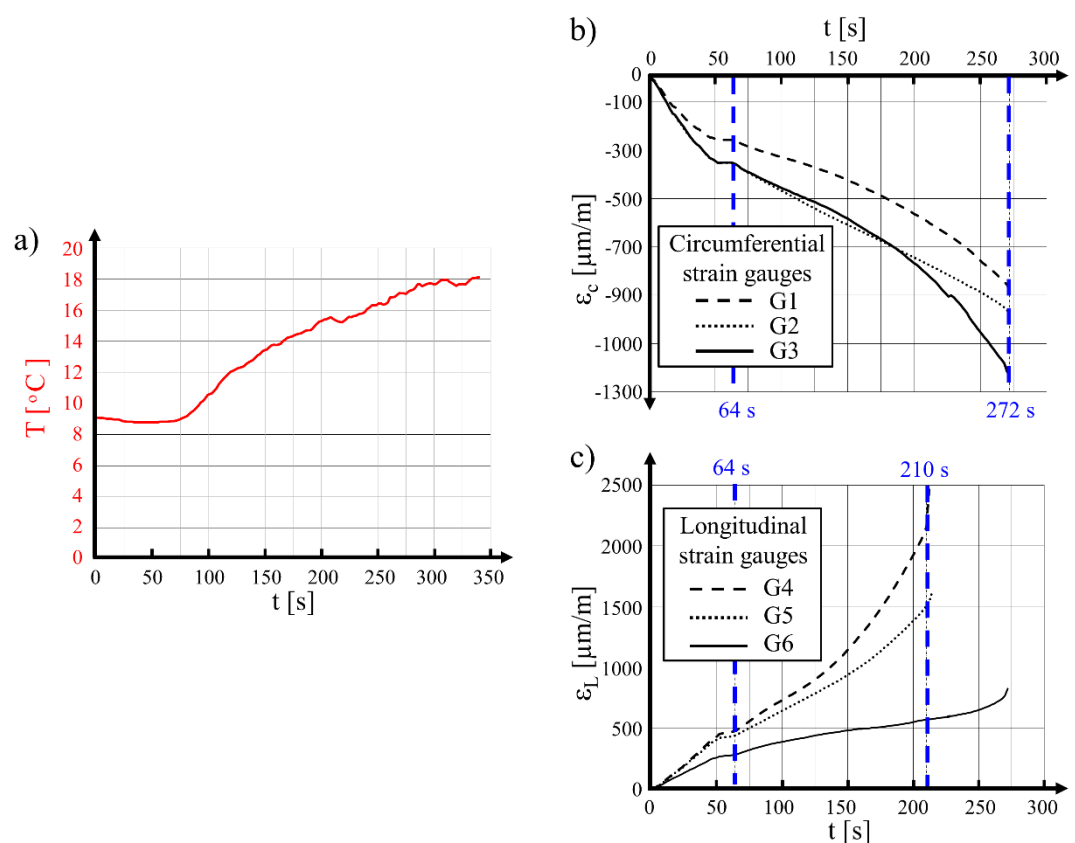 a)
T [°C]
20
18
16
14
12
10
8
6
4
2
0
0 50 100 150 200 250 300 350
t [s]
b)
t [s]
0 50 100 150 200 250 300
ε_c [µm/m]
0
-100
-300
-500
-700
-900
-1000
-1300
Circumferential
strain gauges
G1
G2
G3
64 s
272 s
c)
64 s
210 s
ε_L [µm/m]
2500
2000
1500
1000
500
0
Longitudinal
strain gauges
G4
G5
G6
0 50 100 150 200 250 300
t [s]